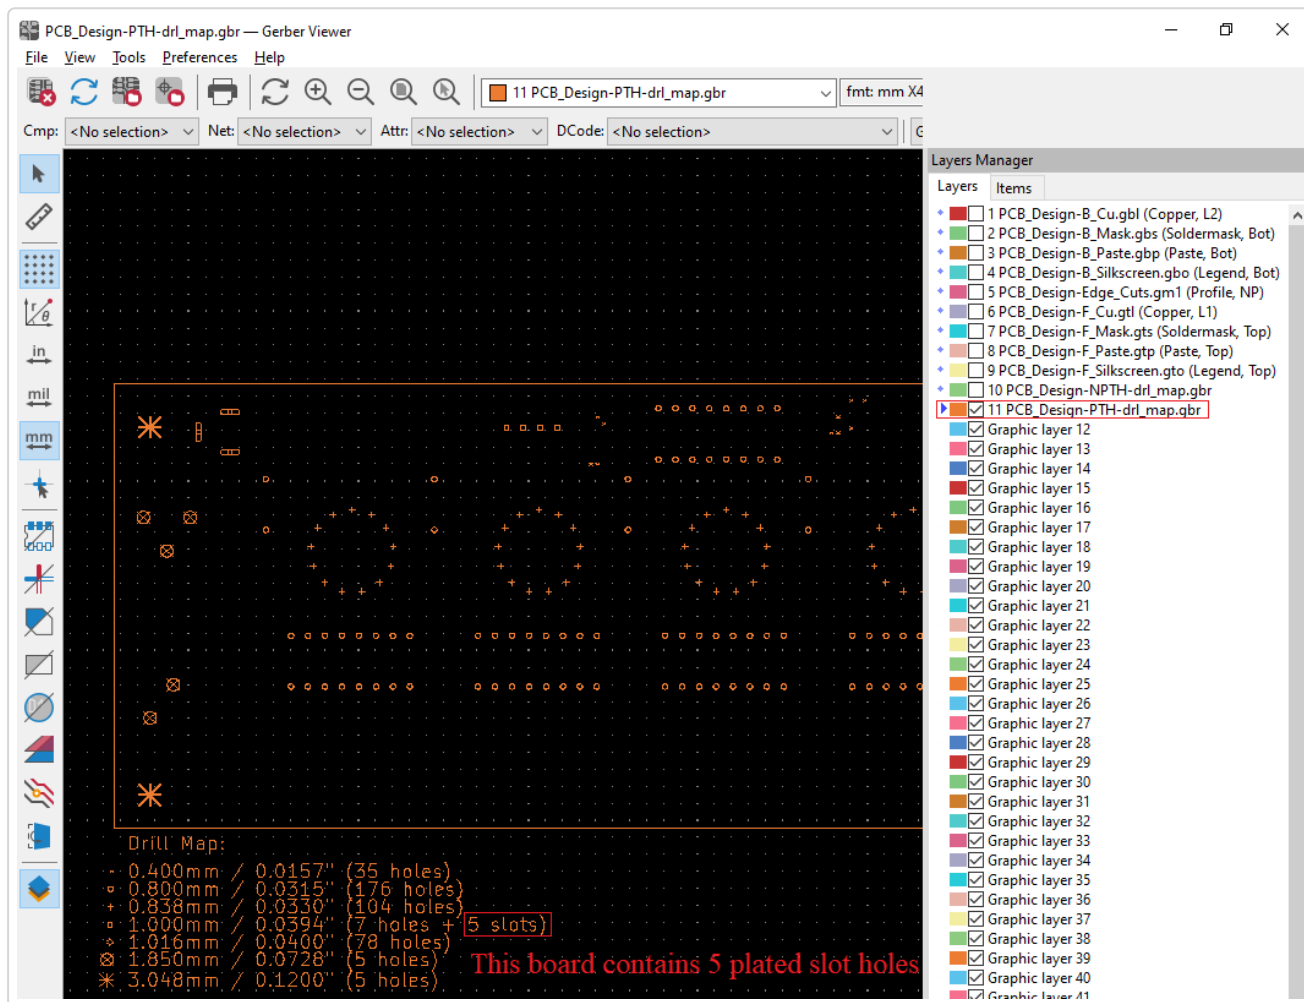 PCB_Design-PTH-drl_map.gbr — Gerber Viewer
File View Tools Preferences Help
11 PCB_Design-PTH-drl_map.gbr
fmt: mm X4
Cmp: <No selection> Net: <No selection> Attr: <No selection> DCode: <No selection>
in
mil
mm
Layers Manager
Layers Items
1 PCB_Design-B_Cu.gbl (Copper, L2)
2 PCB_Design-B_Mask.gbs (Soldermask, Bot)
3 PCB_Design-B_Paste.gbp (Paste, Bot)
4 PCB_Design-B_Silkscreen.gbo (Legend, Bot)
5 PCB_Design-Edge_Cuts.gm1 (Profile, NP)
6 PCB_Design-F_Cu.gtl (Copper, L1)
7 PCB_Design-F_Mask.gts (Soldermask, Top)
8 PCB_Design-F_Paste.gtp (Paste, Top)
9 PCB_Design-F_Silkscreen.gto (Legend, Top)
10 PCB_Design-NPTH-drl_map.gbr
11 PCB_Design-PTH-drl_map.gbr
Graphic layer 12
Graphic layer 13
Graphic layer 14
Graphic layer 15
Graphic layer 16
Graphic layer 17
Graphic layer 18
Graphic layer 19
Graphic layer 20
Graphic layer 21
Graphic layer 22
Graphic layer 23
Graphic layer 24
Graphic layer 25
Graphic layer 26
Graphic layer 27
Graphic layer 28
Graphic layer 29
Graphic layer 30
Graphic layer 31
Graphic layer 32
Graphic layer 33
Graphic layer 34
Graphic layer 35
Graphic layer 36
Graphic layer 37
Graphic layer 38
Graphic layer 39
Graphic layer 40
Graphic layer 41
Drill Map:
0.400mm / 0.0157" (35 holes)
0.800mm / 0.0315" (176 holes)
0.838mm / 0.0330" (104 holes)
1.000mm / 0.0394" (7 holes + 5 slots)
1.016mm / 0.0400" (78 holes)
1.850mm / 0.0728" (5 holes)
3.048mm / 0.1200" (5 holes)
This board contains 5 plated slot holes